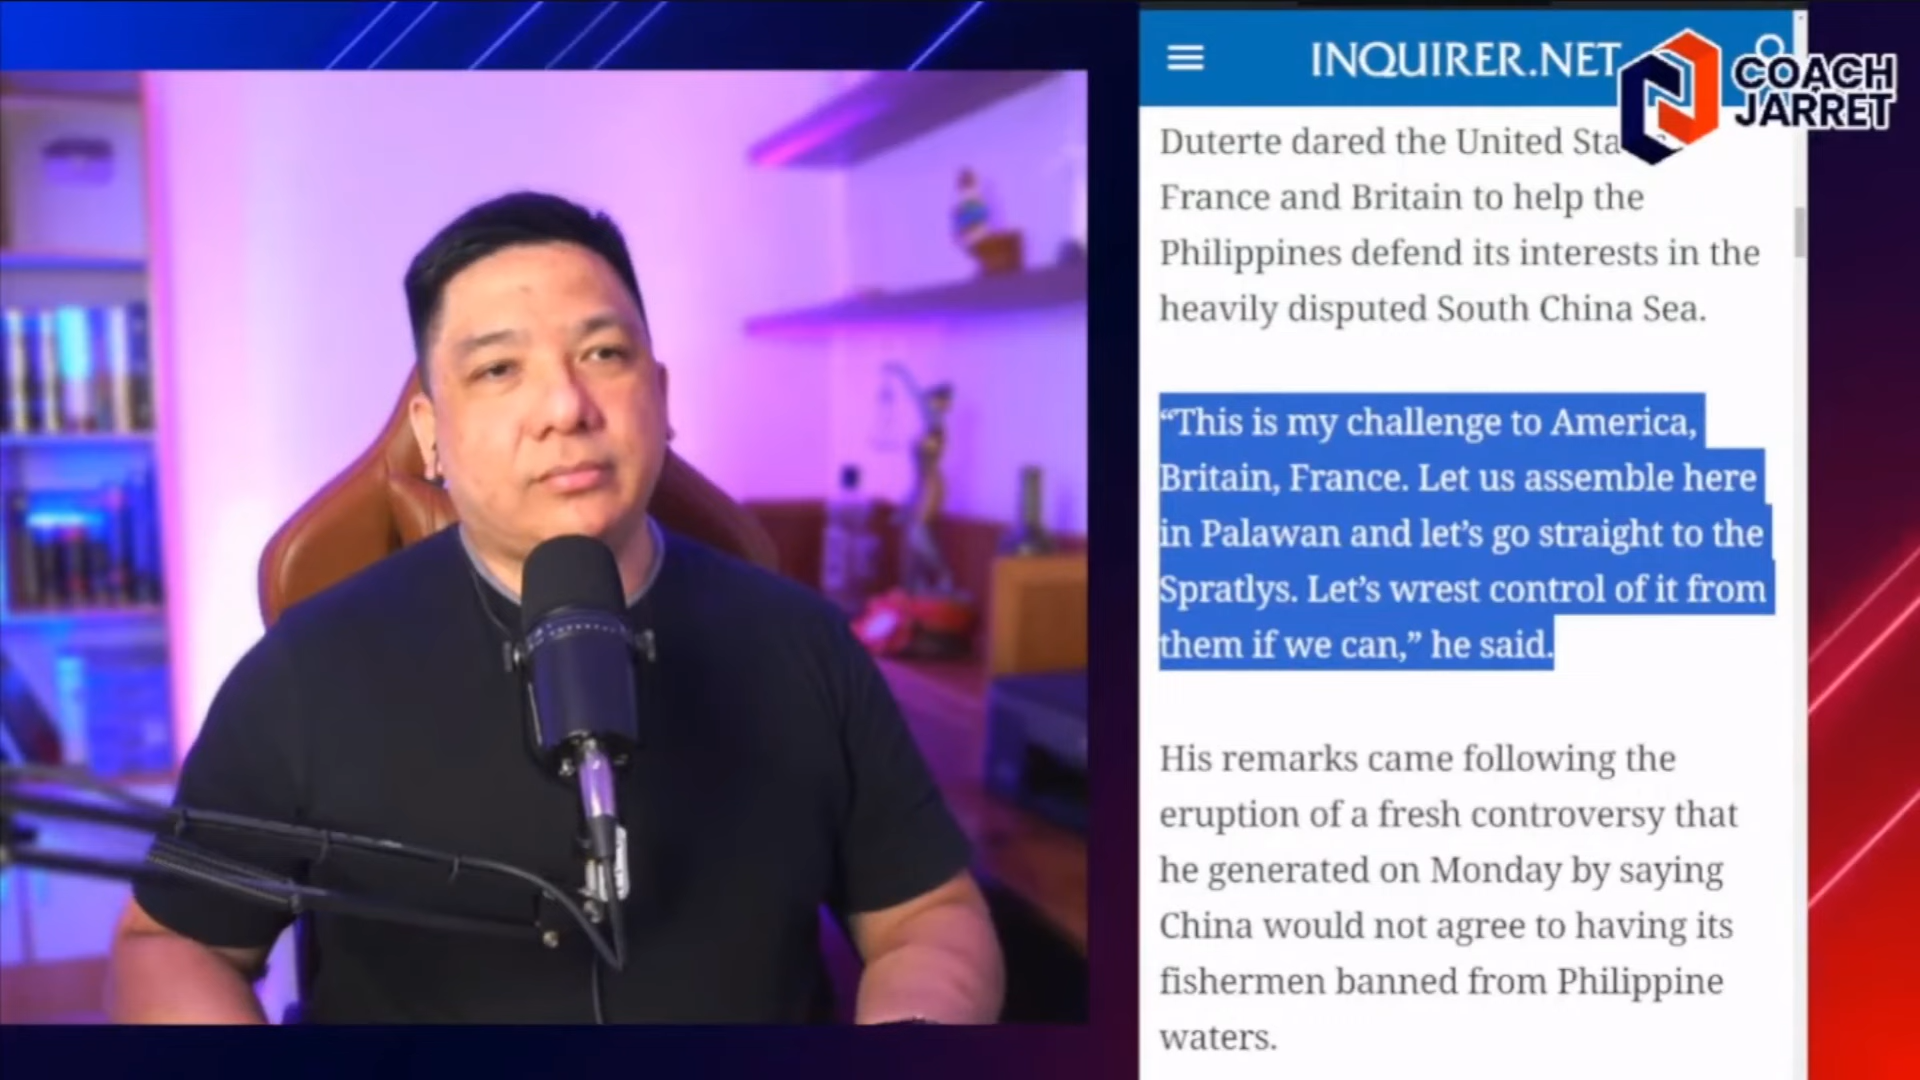 INQUIRER.NET
COACH
JARRET
Duterte dared the United Sta
France and Britain to help the
Philippines defend its interests in the
heavily disputed South China Sea.
“This is my challenge to America,
Britain, France. Let us assemble here
in Palawan and let’s go straight to the
Spratlys. Let’s wrest control of it from
them if we can,” he said.
His remarks came following the
eruption of a fresh controversy that
he generated on Monday by saying
China would not agree to having its
fishermen banned from Philippine
waters.